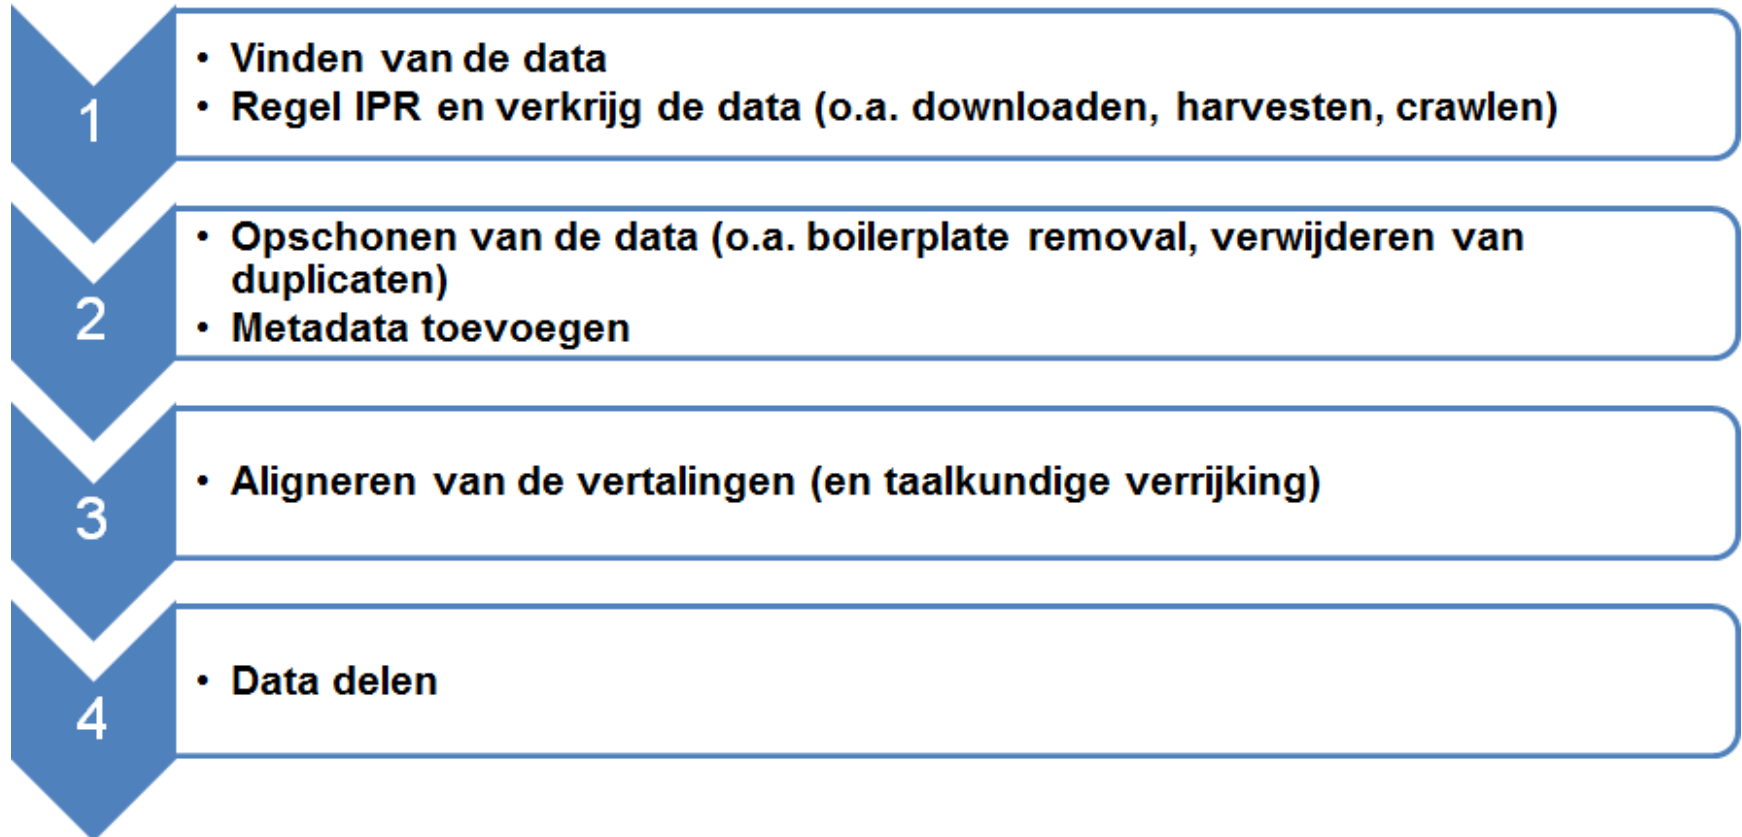 1
• Vinden van de data
• Regel IPR en verkrijg de data (o.a. downloaden, harvesten, crawlen)
2
• Opschonen van de data (o.a. boilerplate removal, verwijderen van
duplicaten)
• Metadata toevoegen
3
• Aligneren van de vertalingen (en taalkundige verrijking)
4
• Data delen